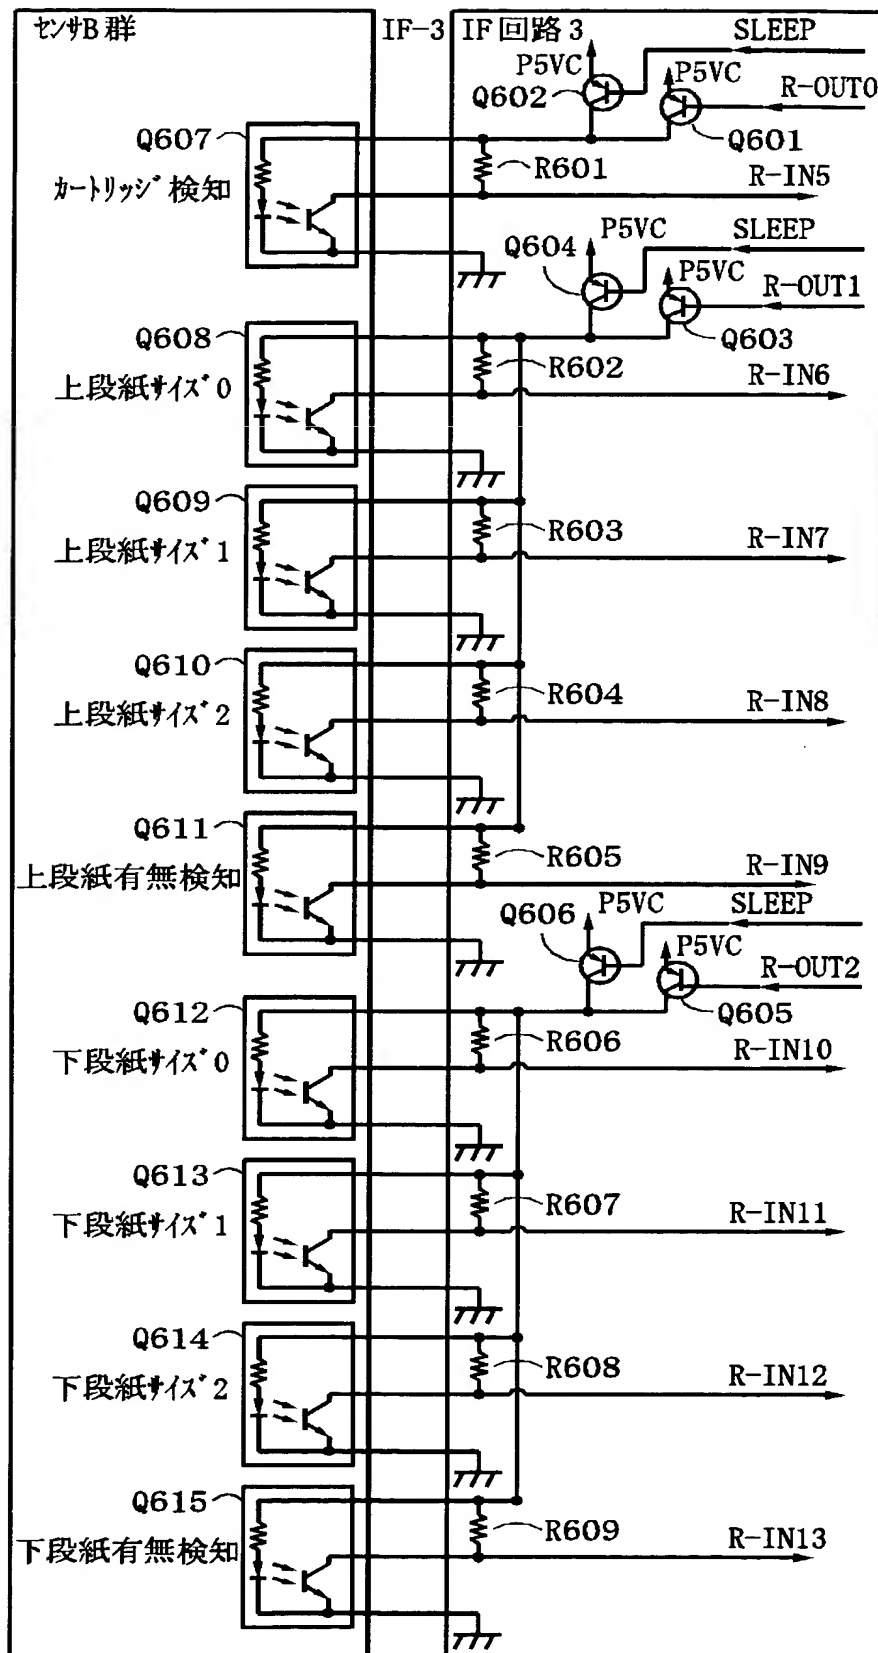 センサB群
IF-3
IF回路3
SLEEP
P5VC
Q602
P5VC
R-OUT0
Q607
Q601
カートリッジ検知
R601
R-IN5
P5VC
SLEEP
Q604
P5VC
R-OUT1
Q608
Q603
上段紙サイズ0
R602
R-IN6
Q609
上段紙サイズ1
R603
R-IN7
Q610
上段紙サイズ2
R604
R-IN8
Q611
上段紙有無検知
R605
R-IN9
P5VC
SLEEP
Q606
P5VC
R-OUT2
Q612
Q605
下段紙サイズ0
R606
R-IN10
Q613
下段紙サイズ1
R607
R-IN11
Q614
下段紙サイズ2
R608
R-IN12
Q615
下段紙有無検知
R609
R-IN13